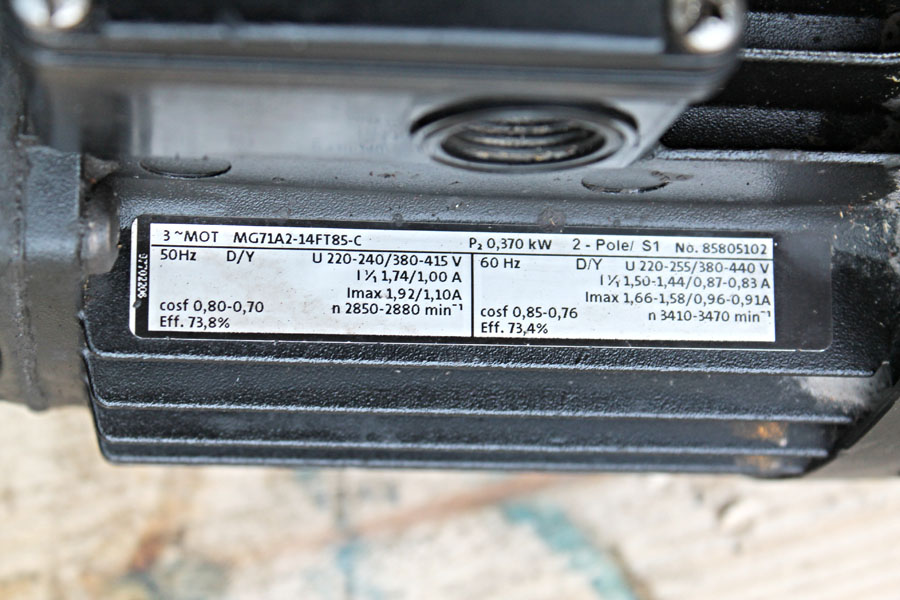 3 ~MOT MG71A2-14FT85-C P₂ 0,370 kW 2 - Pole/ S1 No. 85805102
50Hz D/Y U 220-240/380-415 V
I 1/1 1,74/1,00 A
Imax 1,92/1,10A
cosf 0,80-0,70 n 2850-2880 min⁻¹
Eff. 73,8%
60 Hz D/Y U 220-255/380-440 V
I 1/1 1,50-1,44/0,87-0,83 A
Imax 1,66-1,58/0,96-0,91A
cosf 0,85-0,76 n 3410-3470 min⁻¹
Eff. 73,4%